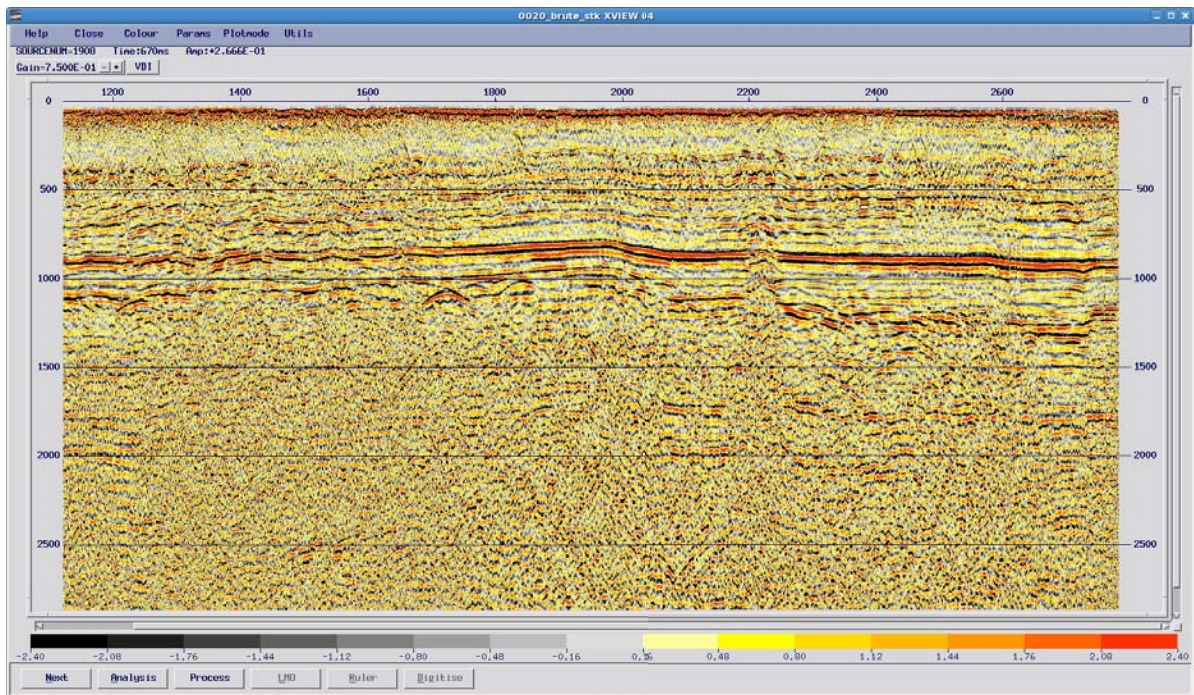 0020_brute_stk XVIEW 04
Help Close Colour Params Plotmode Utils
SOURCENUM=1908 Time:670ms Amp:+2.666E-01
Gain=7.500E-01 - + VDI
0 1200 1400 1600 1800 2000 2200 2400 2600 0
500 500
1000 1000
1500 1500
2000 2000
2500 2500
-2.40 -2.08 -1.76 -1.44 -1.12 -0.80 -0.48 -0.16 0.48 0.80 1.12 1.44 1.76 2.08 2.40
Next Analysis Process LMO Ruler Digitise